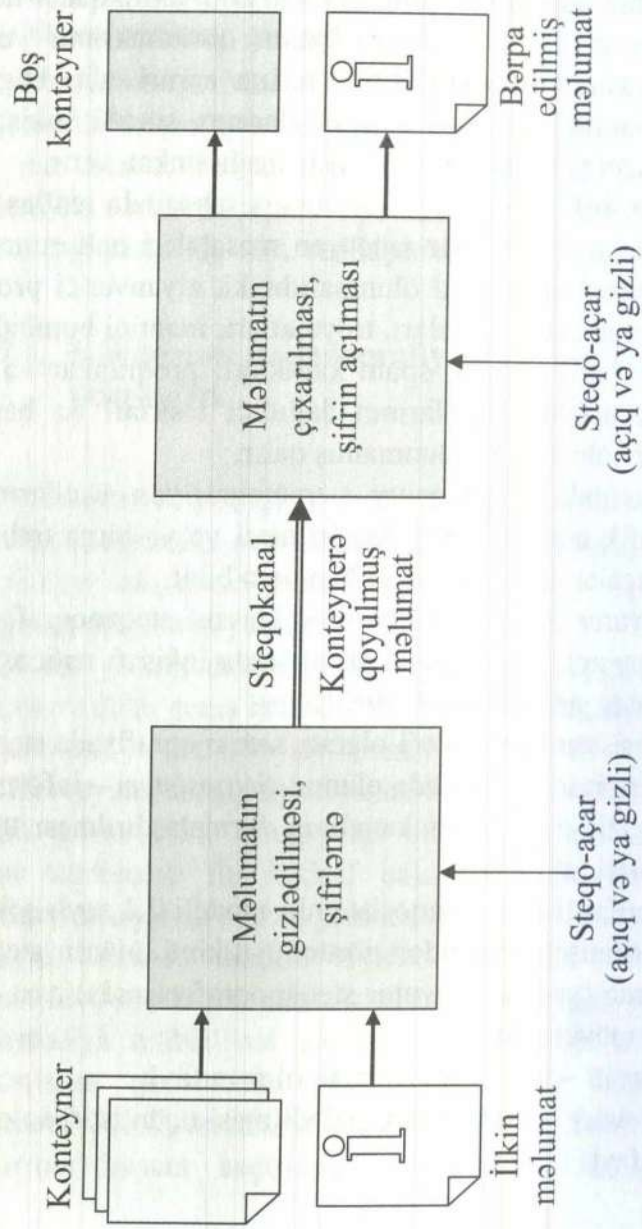 Konteyner
İlkin
məlumat
Məlumatın
gizlədilməsi
şifrləmə
Steqo-açar
(açıq və ya gizli)
Steqokanal
Konteynerə
qoyulmuş
məlumat
Məlumatın
çıxarılması,
şifrın açılması
Steqo-açar
(açıq və ya gizli)
Boş
konteyner
Bərpa
edilmiş
məlumat